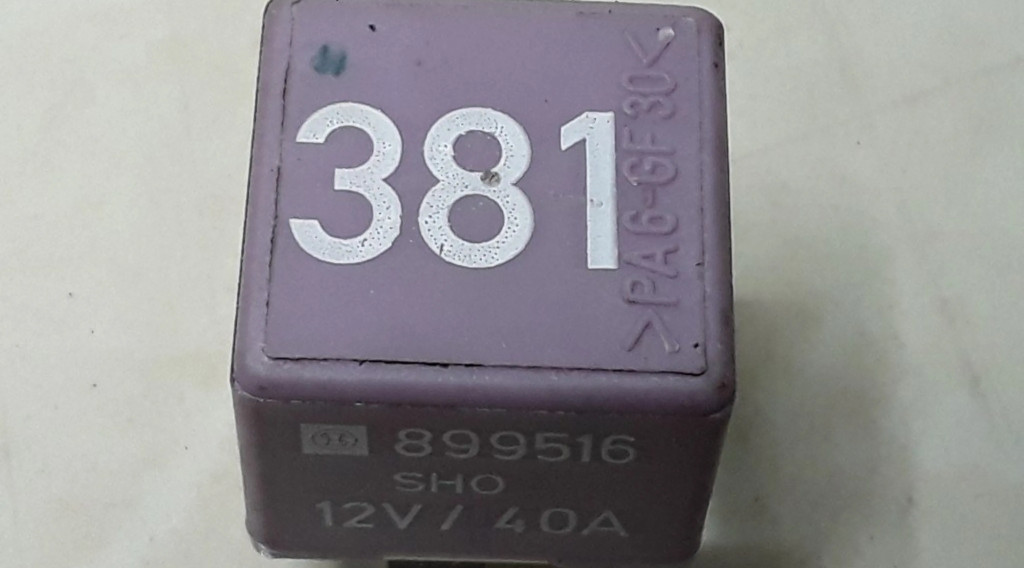 381
>PA6-GF30<
899516
SHO
12V / 40A